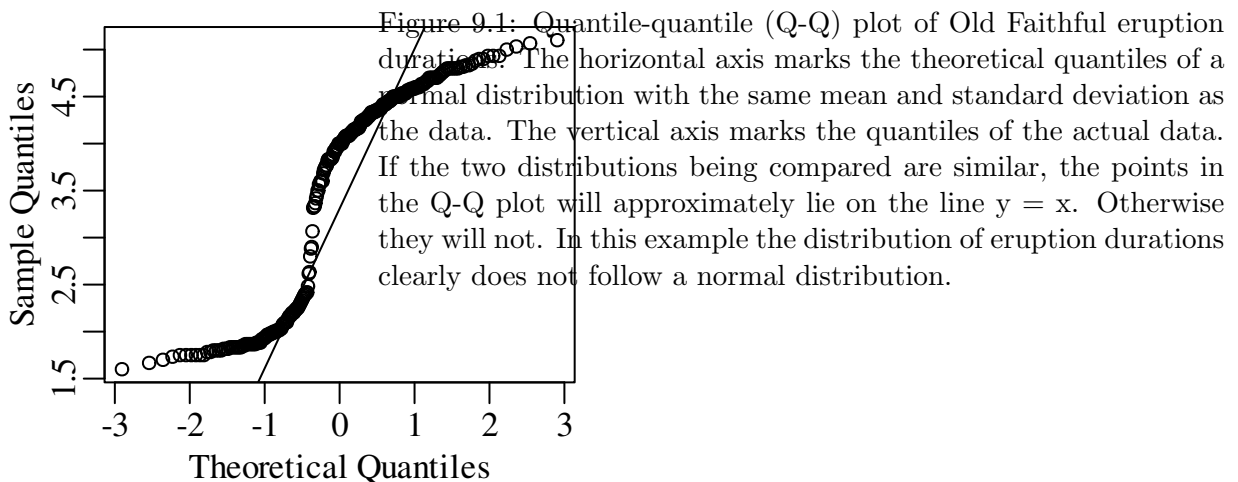 Figure 9.1: Quantile-quantile (Q-Q) plot of Old Faithful eruption
durations. The horizontal axis marks the theoretical quantiles of a
normal distribution with the same mean and standard deviation as
the data. The vertical axis marks the quantiles of the actual data.
If the two distributions being compared are similar, the points in
the Q-Q plot will approximately lie on the line y = x. Otherwise
they will not. In this example the distribution of eruption durations
clearly does not follow a normal distribution.
Sample Quantiles
4.5
3.5
2.5
1.5
-3 -2 -1 0 1 2 3
Theoretical Quantiles